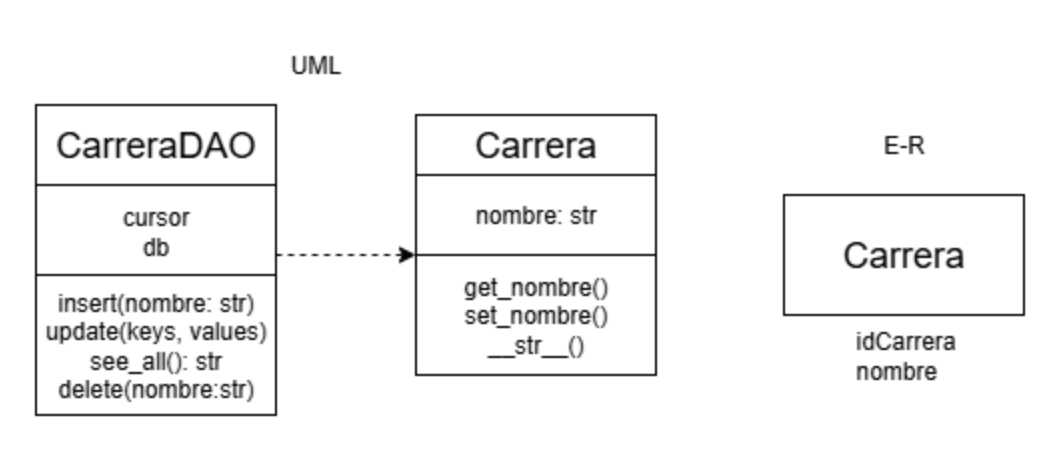 UML
CarreraDAO
cursor
db
insert(nombre: str)
update(keys, values)
see_all(): str
delete(nombre:str)
Carrera
nombre: str
get_nombre()
set_nombre()
__str__()
E-R
Carrera
idCarrera
nombre